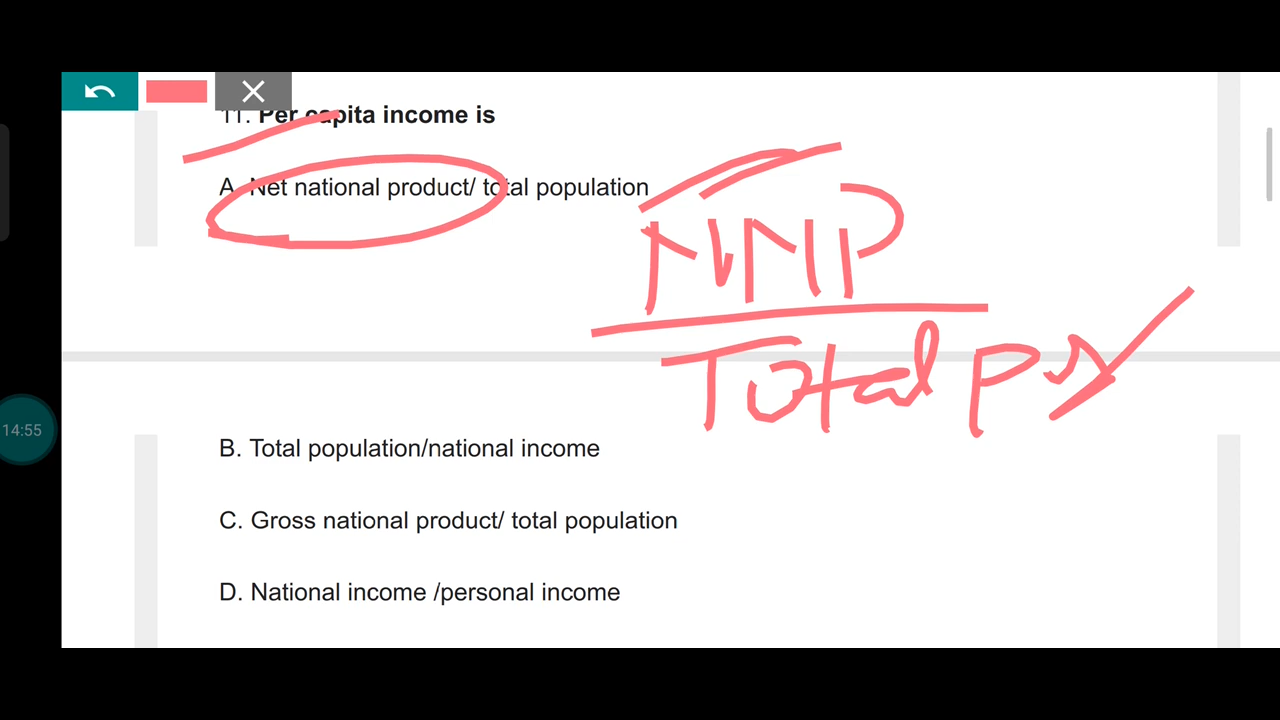 11. Per capita income is
A. Net national product/ total population
NNP
Total
14:55
B. Total population/national income
C. Gross national product/ total population
D. National income /personal income